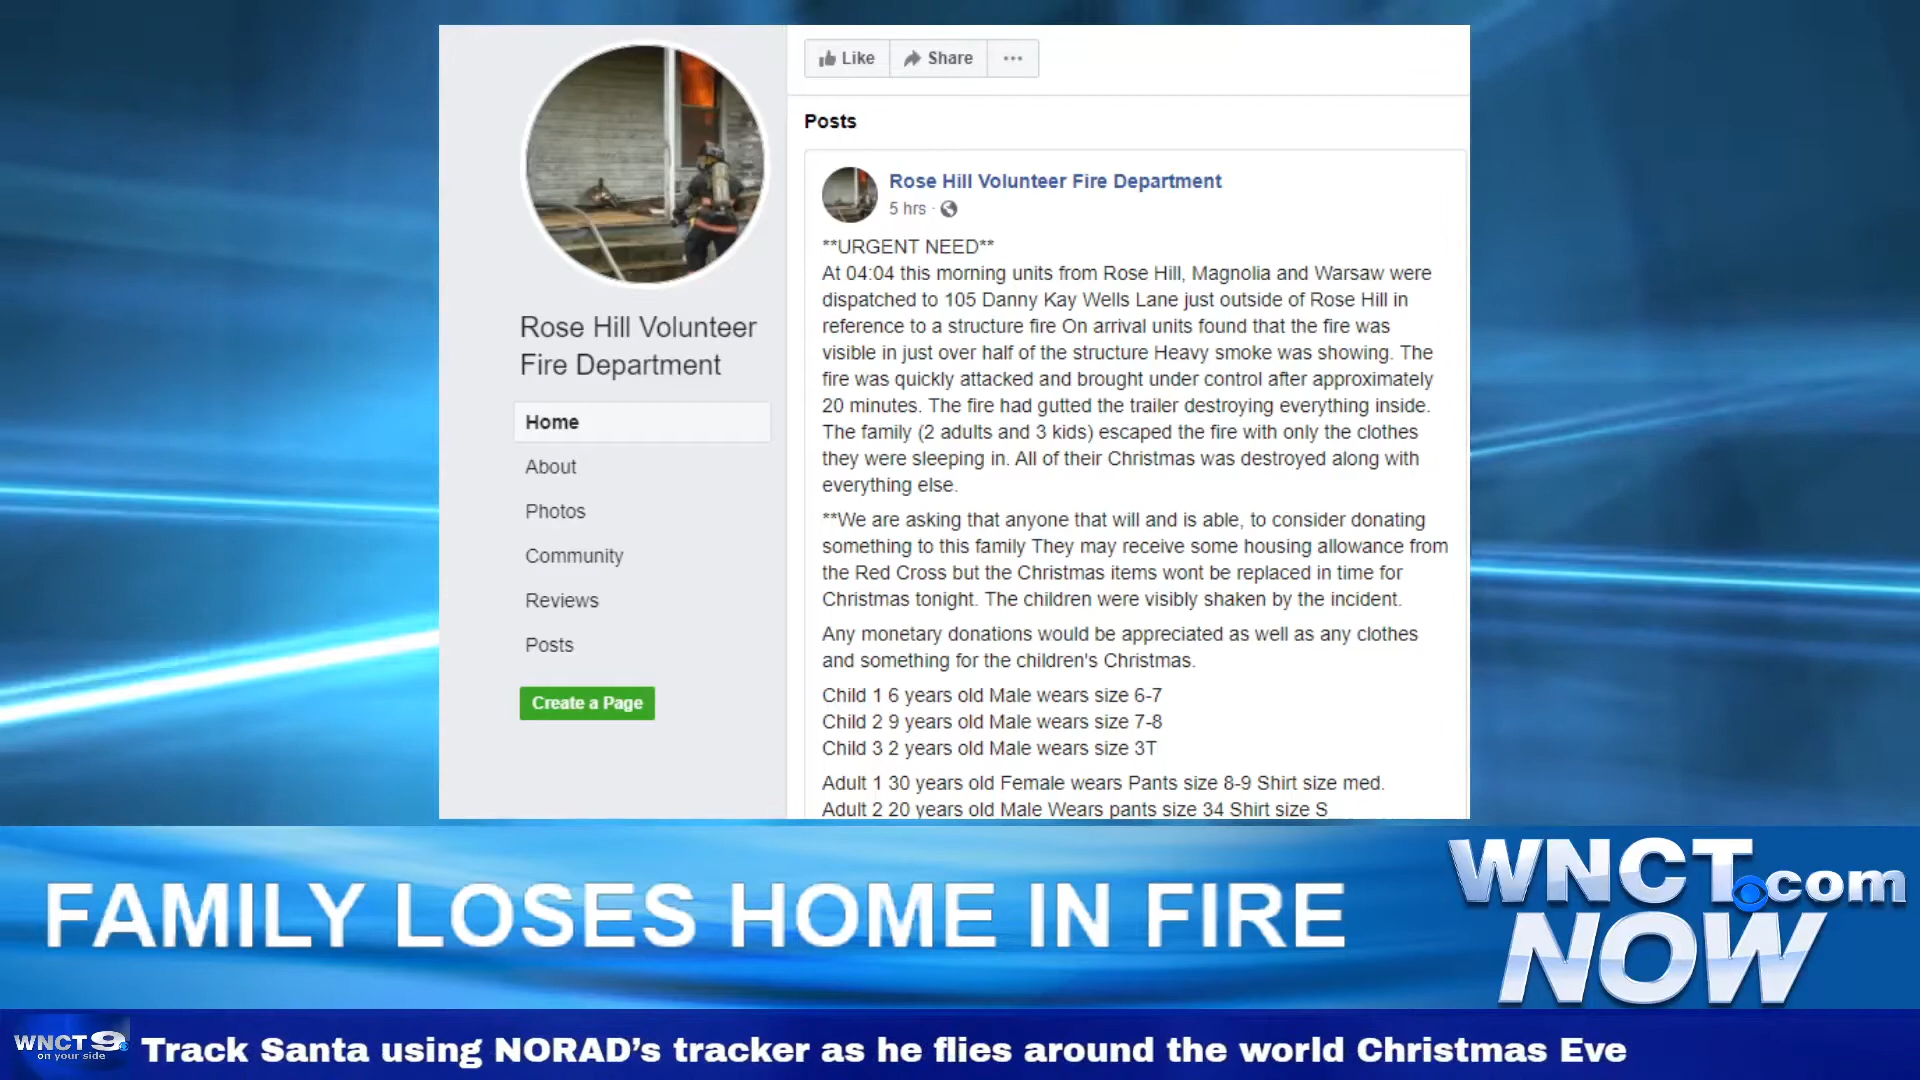 Like Share ...
Posts
Rose Hill Volunteer Fire Department
5 hrs ·
**URGENT NEED**
At 04:04 this morning units from Rose Hill, Magnolia and Warsaw were
dispatched to 105 Danny Kay Wells Lane just outside of Rose Hill in
reference to a structure fire On arrival units found that the fire was
visible in just over half of the structure Heavy smoke was showing. The
fire was quickly attacked and brought under control after approximately
20 minutes. The fire had gutted the trailer destroying everything inside.
The family (2 adults and 3 kids) escaped the fire with only the clothes
they were sleeping in. All of their Christmas was destroyed along with
everything else.
**We are asking that anyone that will and is able, to consider donating
something to this family They may receive some housing allowance from
the Red Cross but the Christmas items wont be replaced in time for
Christmas tonight. The children were visibly shaken by the incident.
Any monetary donations would be appreciated as well as any clothes
and something for the children's Christmas.
Child 1 6 years old Male wears size 6-7
Child 2 9 years old Male wears size 7-8
Child 3 2 years old Male wears size 3T
Adult 1 30 years old Female wears Pants size 8-9 Shirt size med.
Adult 2 20 years old Male Wears pants size 34 Shirt size S
Rose Hill Volunteer
Fire Department
Home
About
Photos
Community
Reviews
Posts
Create a Page
FAMILY LOSES HOME IN FIRE
WNCT.com
NOW
WNCT 9
on your side
Track Santa using NORAD's tracker as he flies around the world Christmas Eve